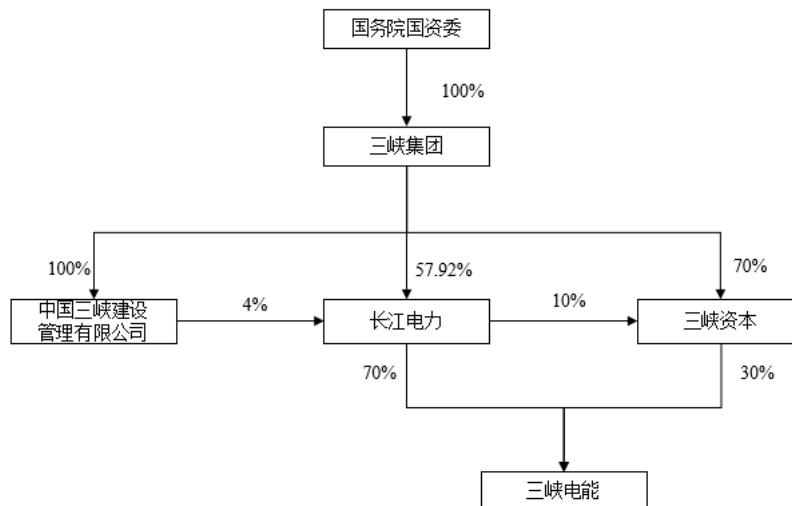 国务院国资委
100%
三峡集团
100%
57.92%
70%
中国三峡建设
管理有限公司
4%
长江电力
10%
三峡资本
70%
30%
三峡电能